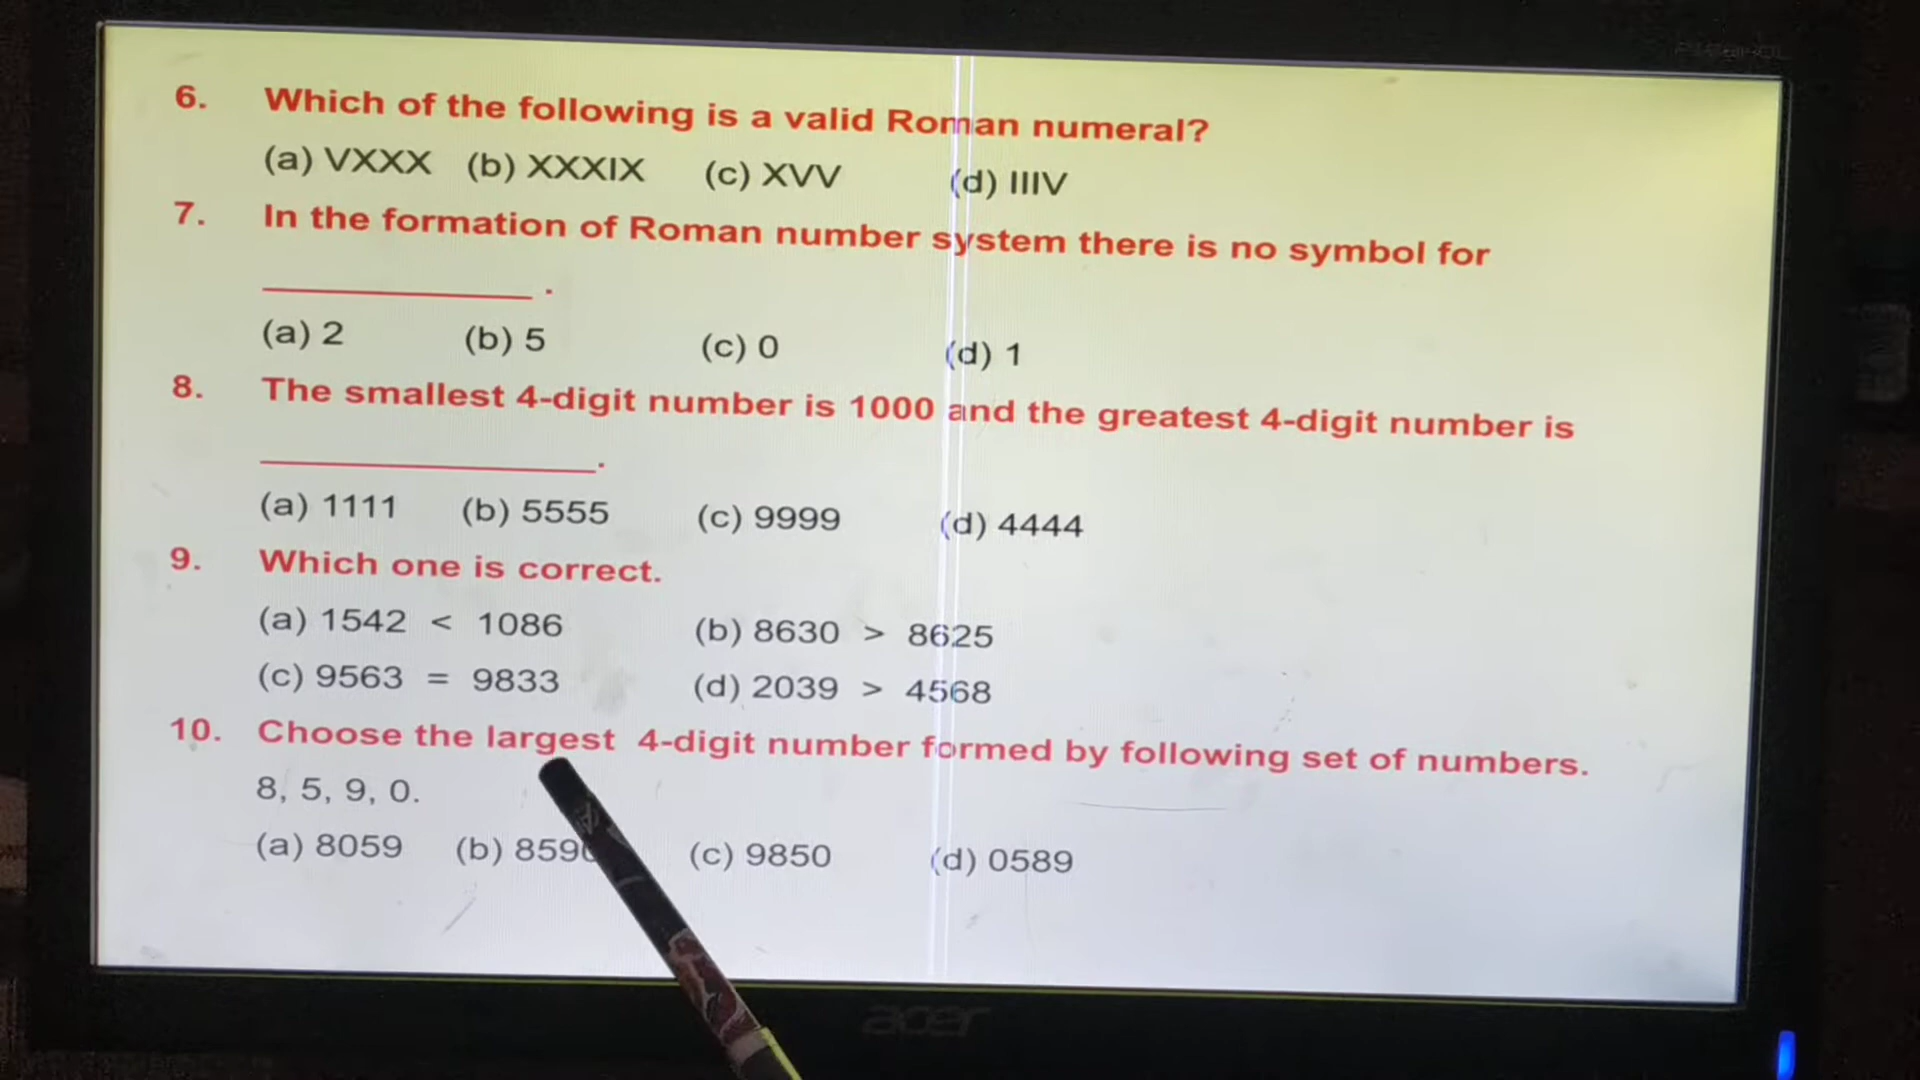 6. Which of the following is a valid Roman numeral?
(a) VXXX (b) XXXIX (c) XVV (d) IIIV
7. In the formation of Roman number system there is no symbol for
____________ .
(a) 2 (b) 5 (c) 0 (d) 1
8. The smallest 4-digit number is 1000 and the greatest 4-digit number is
_______________.
(a) 1111 (b) 5555 (c) 9999 (d) 4444
9. Which one is correct.
(a) 1542 < 1086 (b) 8630 > 8625
(c) 9563 = 9833 (d) 2039 > 4568
10. Choose the largest 4-digit number formed by following set of numbers.
8, 5, 9, 0.
(a) 8059 (b) 859 (c) 9850 (d) 0589
acer